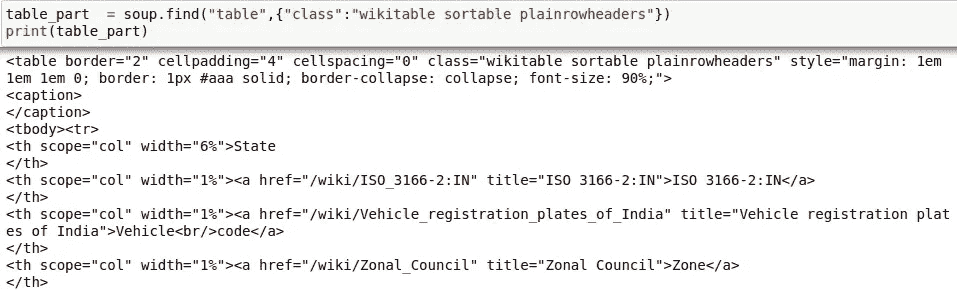 table_part  = soup.find("table",{"class":"wikitable sortable plainrowheaders"})
print(table_part)
<table border="2" cellpadding="4" cellspacing="0" class="wikitable sortable plainrowheaders" style="margin: 1em
1em 1em 0; border: 1px #aaa solid; border-collapse: collapse; font-size: 90%;">
<caption>
</caption>
<tbody><tr>
<th scope="col" width="6%">State
</th>
<th scope="col" width="1%"><a href="/wiki/ISO_3166-2:IN" title="ISO 3166-2:IN">ISO 3166-2:IN</a>
</th>
<th scope="col" width="1%"><a href="/wiki/Vehicle_registration_plates_of_India" title="Vehicle registration plat
es of India">Vehicle<br/>code</a>
</th>
<th scope="col" width="1%"><a href="/wiki/Zonal_Council" title="Zonal Council">Zone</a>
</th>